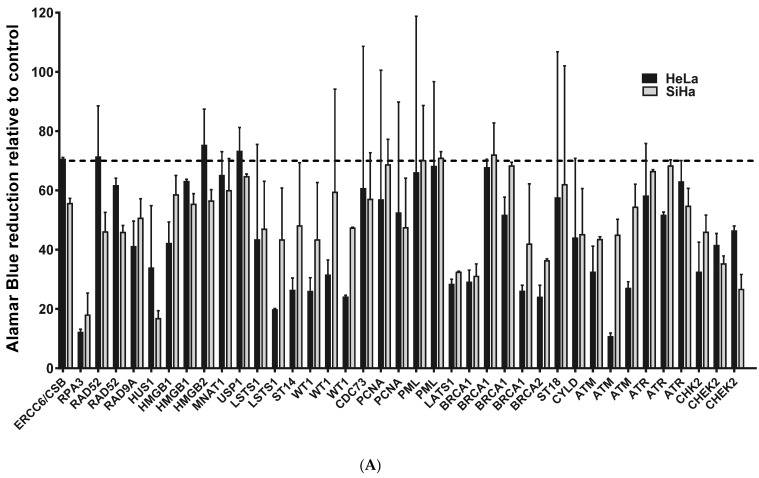 Alamar Blue reduction relative to control
120
100
80
60
40
20
0
HeLa
SiHa
ERCC6/CSB
RPA3
RAD52
RAD52
RAD9A
HUS1
HMGB1
HMGB1
HMGB2
MNAT1
USP1
LSTS1
LSTS1
ST14
WT1
WT1
WT1
CDC73
PCNA
PCNA
PML
PML
LATS1
BRCA1
BRCA1
BRCA1
BRCA1
BRCA2
ST18
CYLD
ATM
ATM
ATM
ATR
ATR
ATR
CHK2
CHEK2
CHEK2
(A)